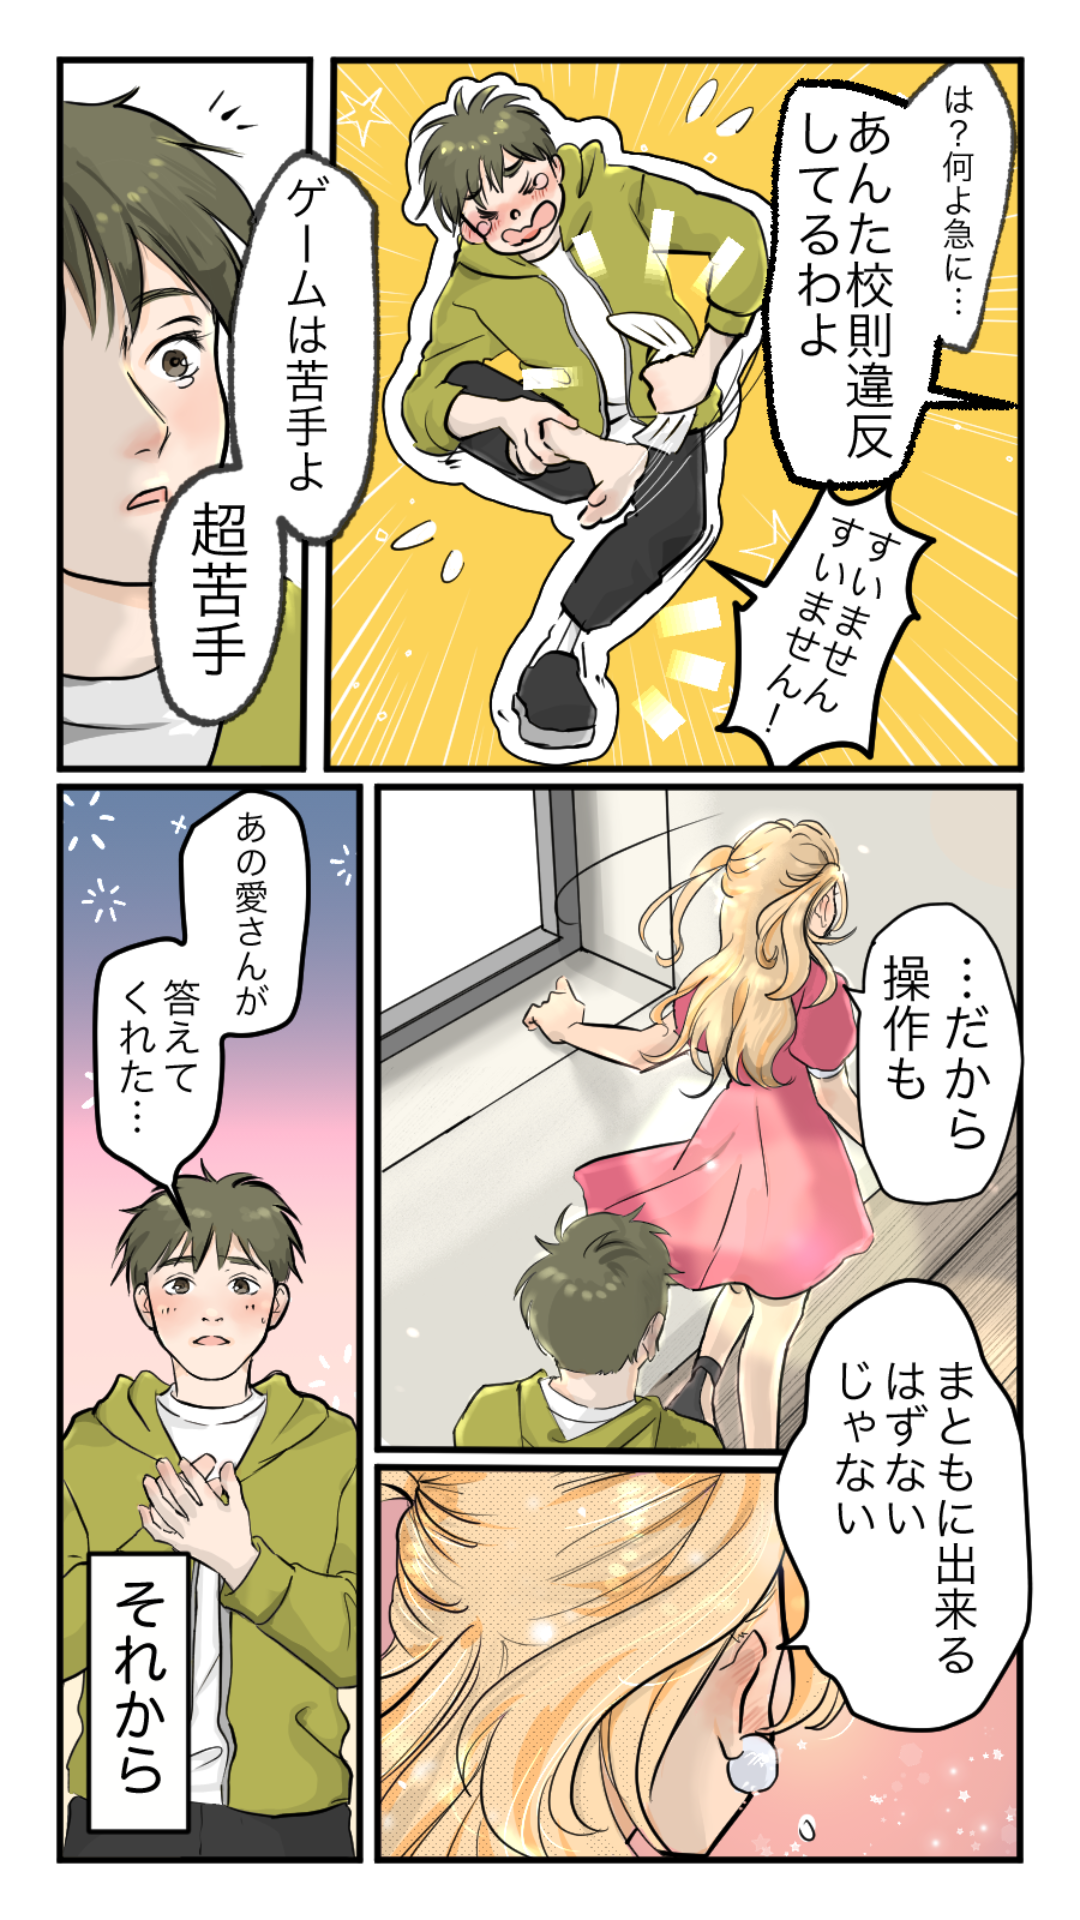 は？何よ急に…
あんた校則違反
してるわよ
すいません
すいません！
ゲームは苦手よ
超苦手
…だから
操作も
まともに出来る
はずない
じゃない
あの愛さんが
答えて
くれた…
それから